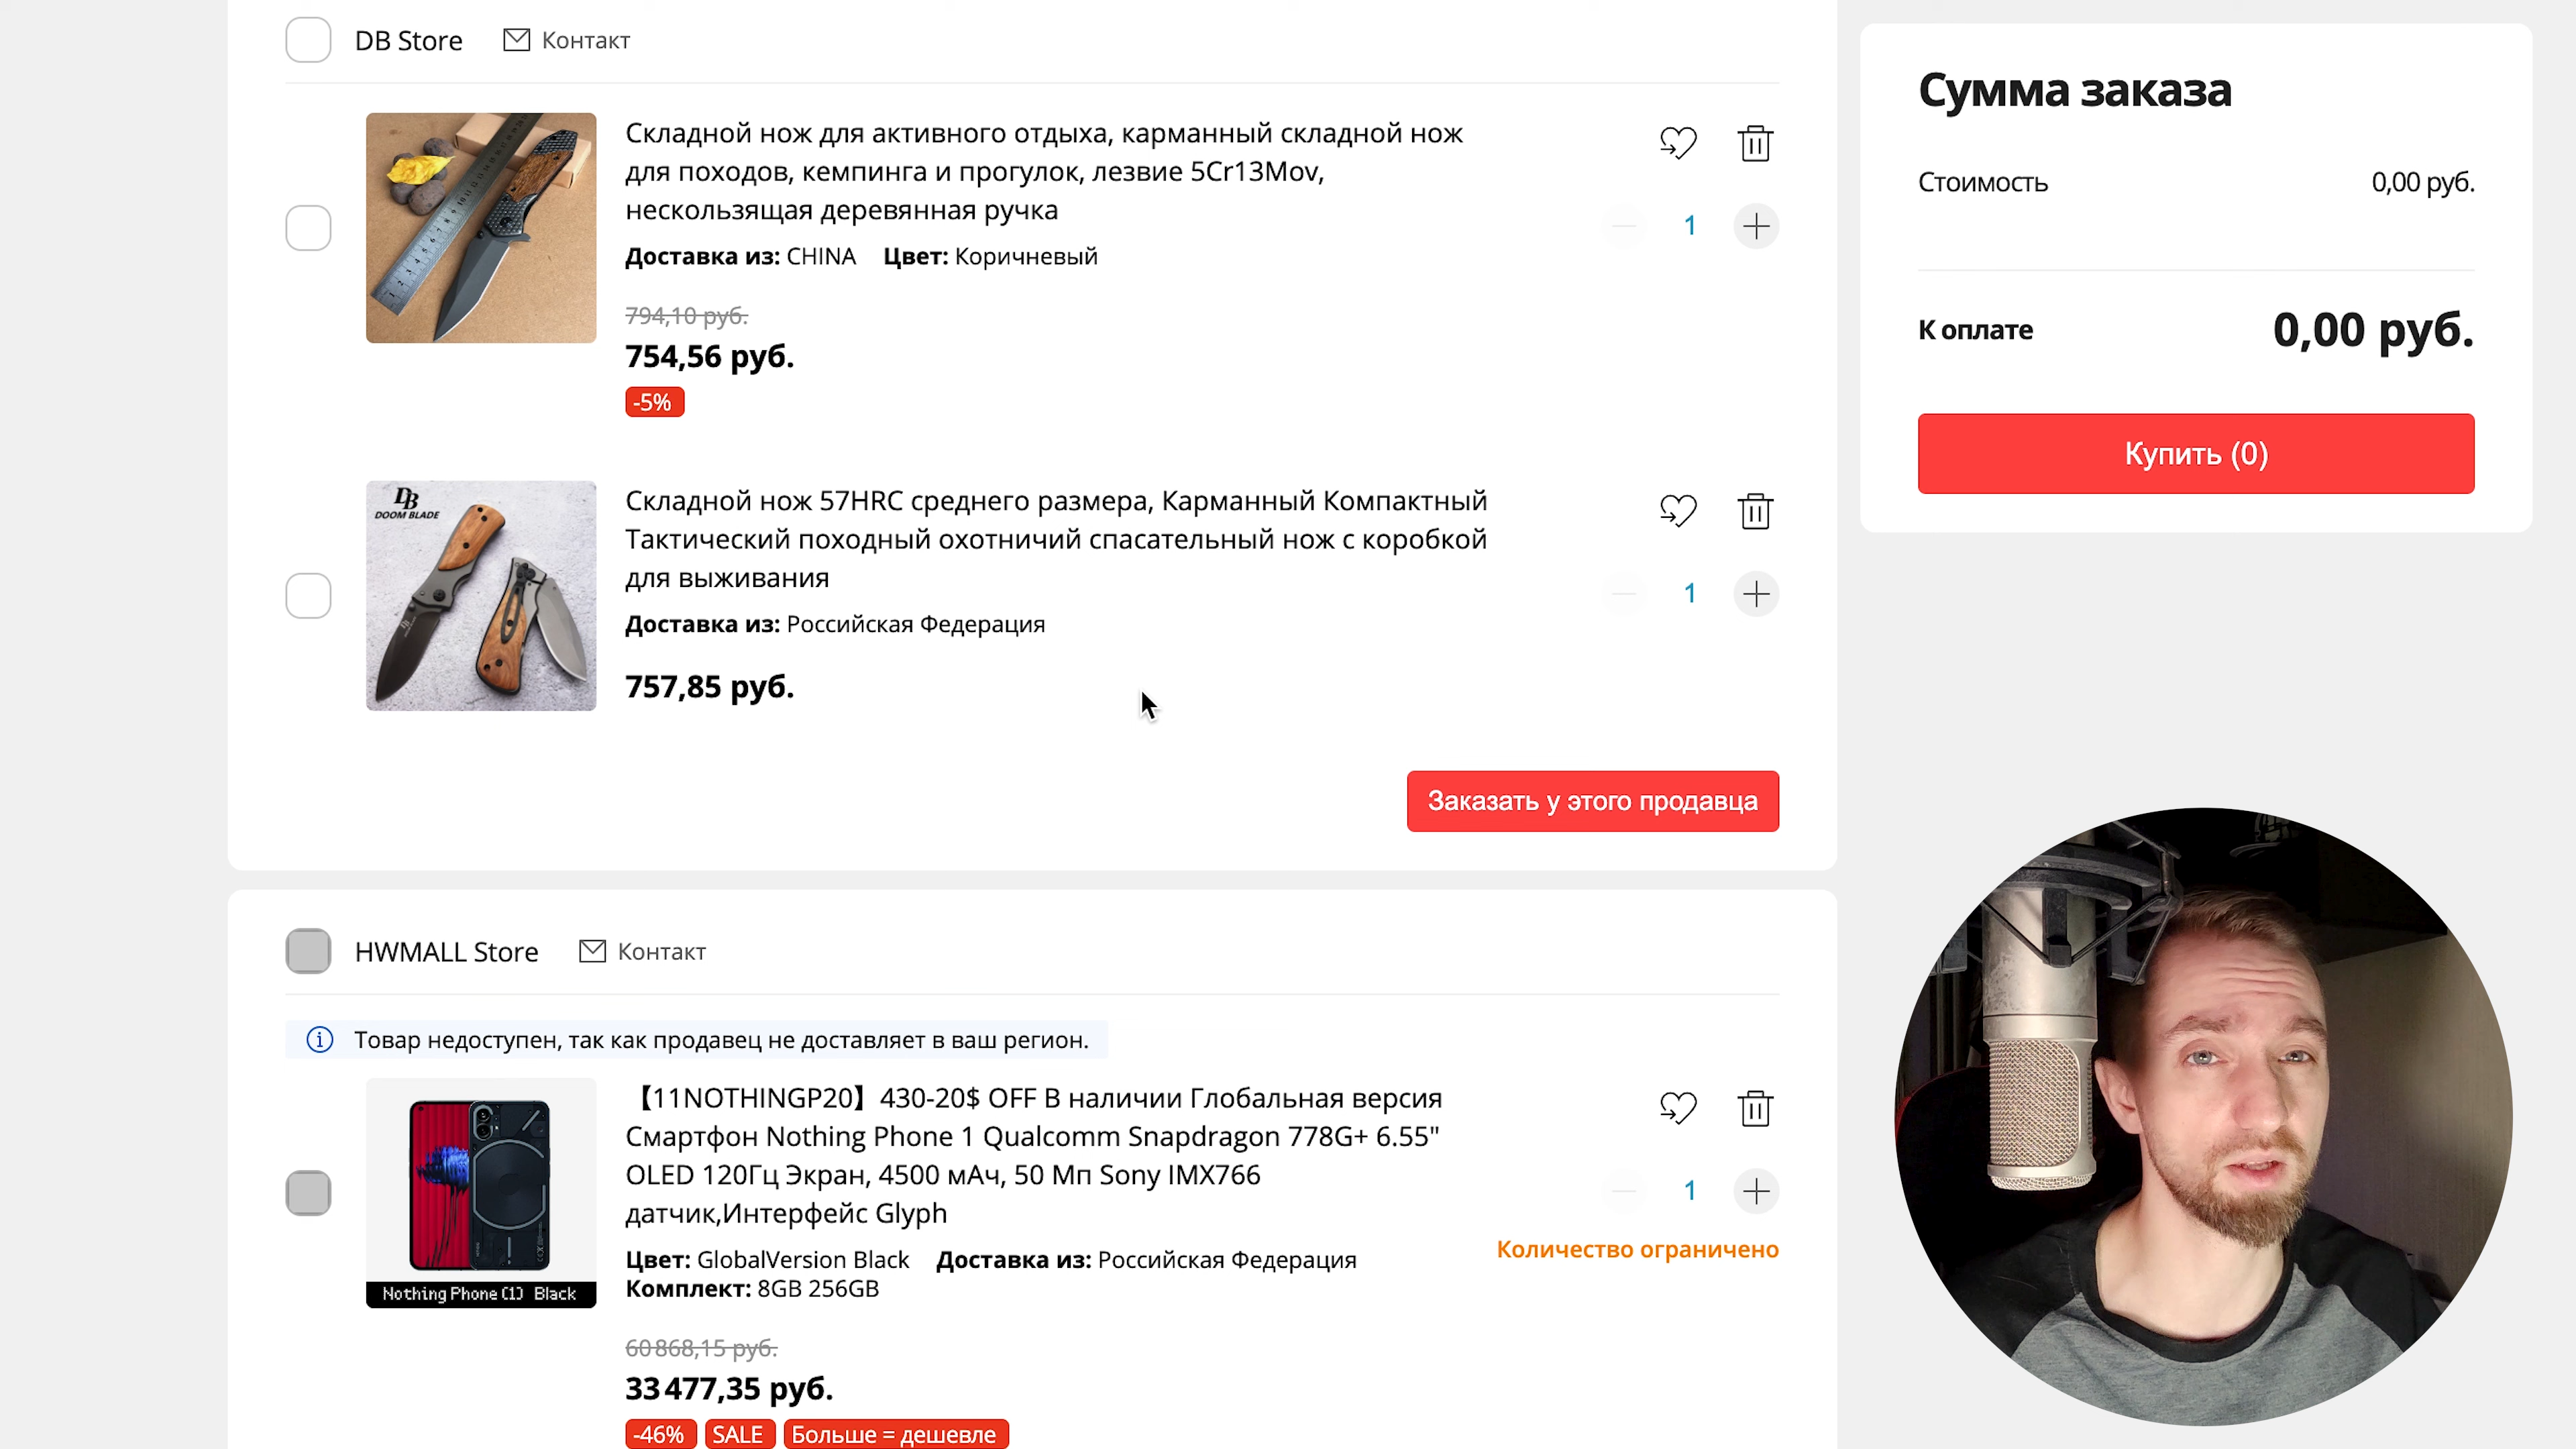 DB Store Контакт
Складной нож для активного отдыха, карманный складной нож
для походов, кемпинга и прогулок, лезвие 5Cr13Mov,
нескользящая деревянная ручка
Доставка из: CHINA Цвет: Коричневый
1
794,10 руб.
754,56 руб.
-5%
DB
DOOM BLADE
Складной нож 57HRC среднего размера, Карманный Компактный
Тактический походный охотничий спасательный нож с коробкой
для выживания
Доставка из: Российская Федерация
1
757,85 руб.
Заказать у этого продавца
HWMALL Store Контакт
Товар недоступен, так как продавец не доставляет в ваш регион.
【11NOTHINGP20】430-20$ OFF В наличии Глобальная версия
Смартфон Nothing Phone 1 Qualcomm Snapdragon 778G+ 6.55"
OLED 120Гц Экран, 4500 мАч, 50 Мп Sony IMX766
датчик,Интерфейс Glyph
Цвет: GlobalVersion Black Доставка из: Российская Федерация
Комплект: 8GB 256GB
1
Количество ограничено
Nothing Phone (1) Black
60 868,15 руб.
33 477,35 руб.
-46% SALE Больше = дешевле
Сумма заказа
Стоимость 0,00 руб.
К оплате 0,00 руб.
Купить (0)